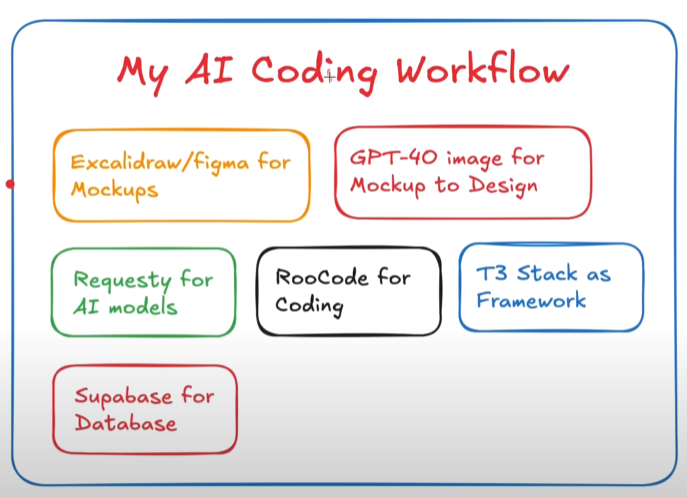 My AI Coding Workflow
Excalidraw/figma for
Mockups
GPT-4O image for
Mockup to Design
Requesty for
AI models
RooCode for
Coding
T3 Stack as
Framework
Supabase for
Database